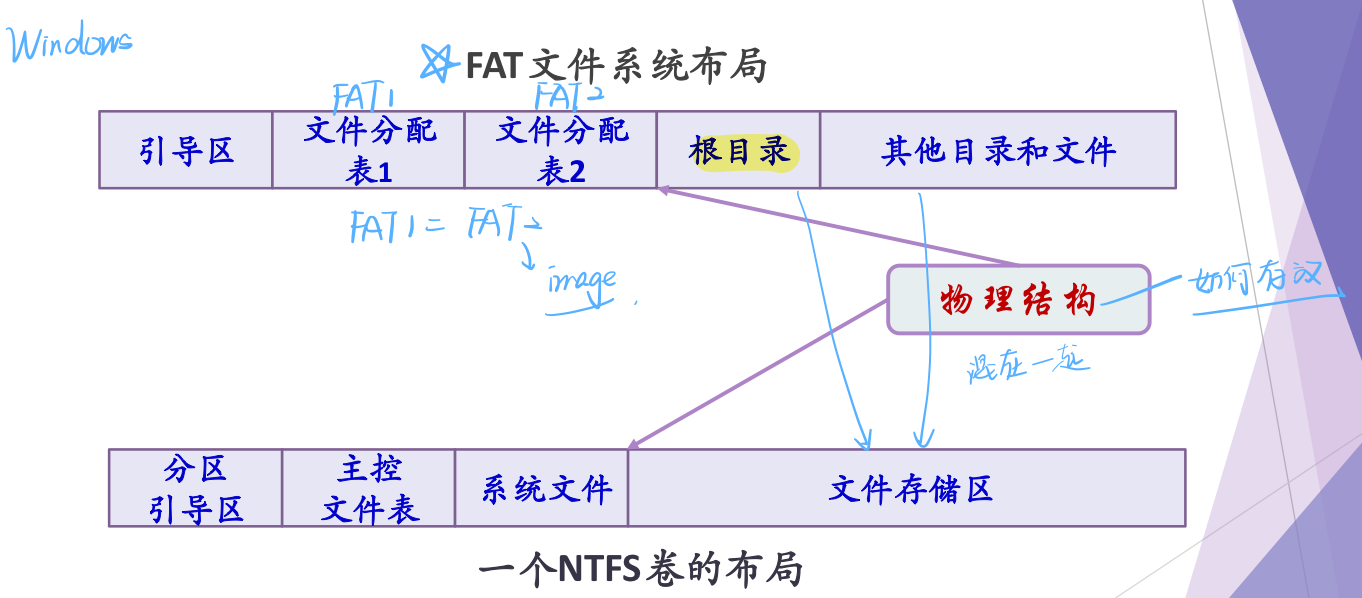 Windows
FAT文件系统布局
FAT1
FAT2
引导区
文件分配
表1
文件分配
表2
根目录
其他目录和文件
FAT1 = FAT2
image
物理结构
如何存放
混在一起
分区
引导区
主控
文件表
系统文件
文件存储区
一个NTFS卷的布局